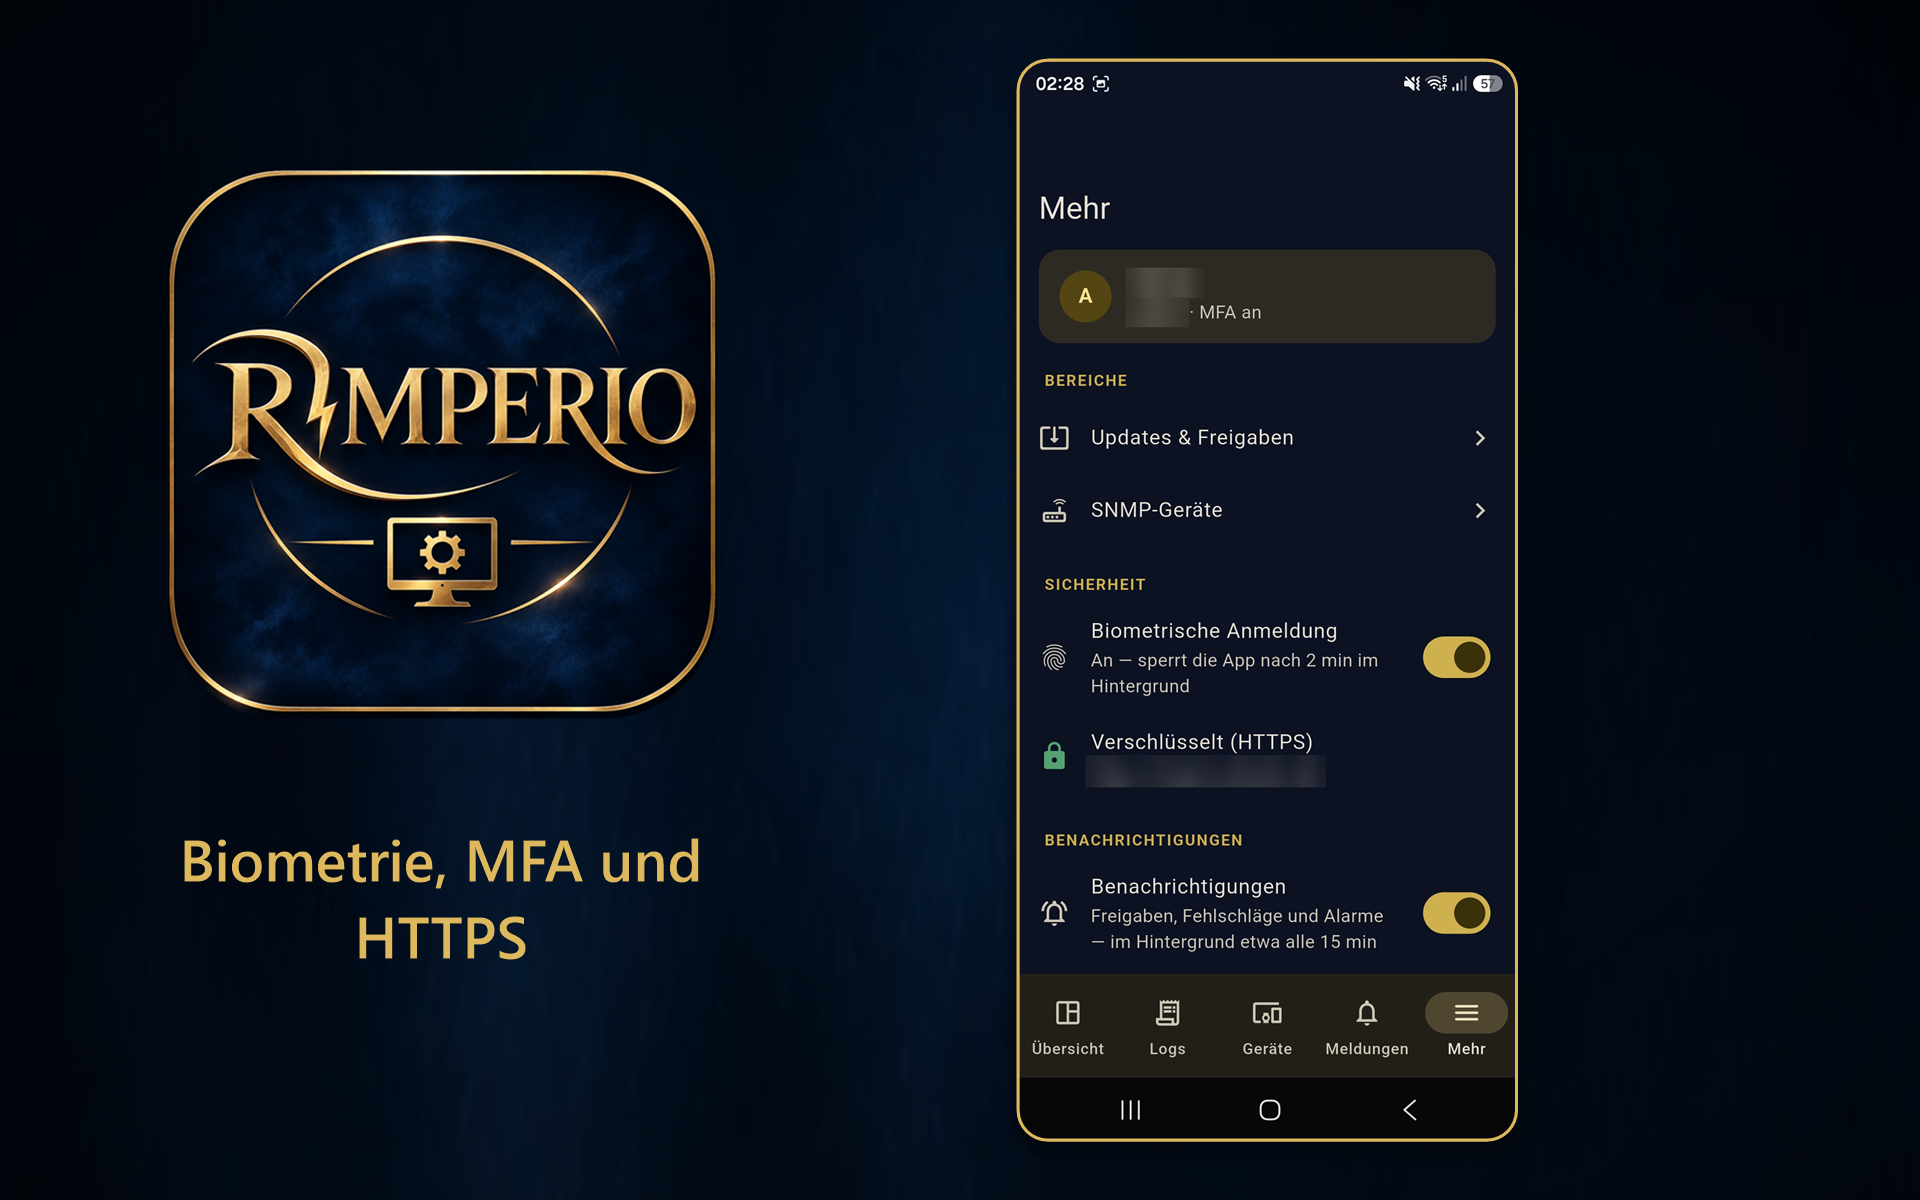 RIMPERIO
Biometrie, MFA und
HTTPS
02:28
5
57
Mehr
A
· MFA an
BEREICHE
Updates & Freigaben
SNMP-Geräte
SICHERHEIT
Biometrische Anmeldung
An — sperrt die App nach 2 min im
Hintergrund
Verschlüsselt (HTTPS)
BENACHRICHTIGUNGEN
Benachrichtigungen
Freigaben, Fehlschläge und Alarme
— im Hintergrund etwa alle 15 min
Übersicht
Logs
Geräte
Meldungen
Mehr